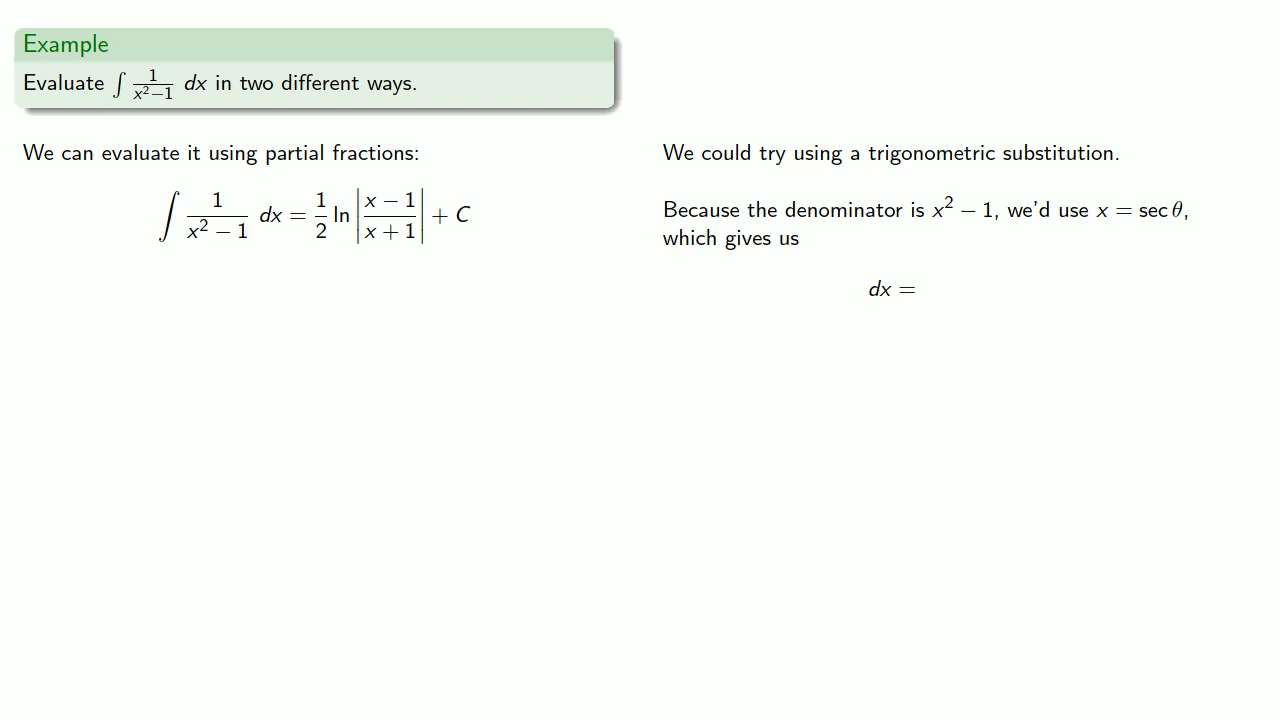 Example
Evaluate ∫ 1/(x²−1) dx in two different ways.
We can evaluate it using partial fractions:
∫ 1/(x² − 1) dx = 1/2 ln |(x − 1)/(x + 1)| + C
We could try using a trigonometric substitution.
Because the denominator is x² − 1, we'd use x = sec θ,
which gives us
dx =